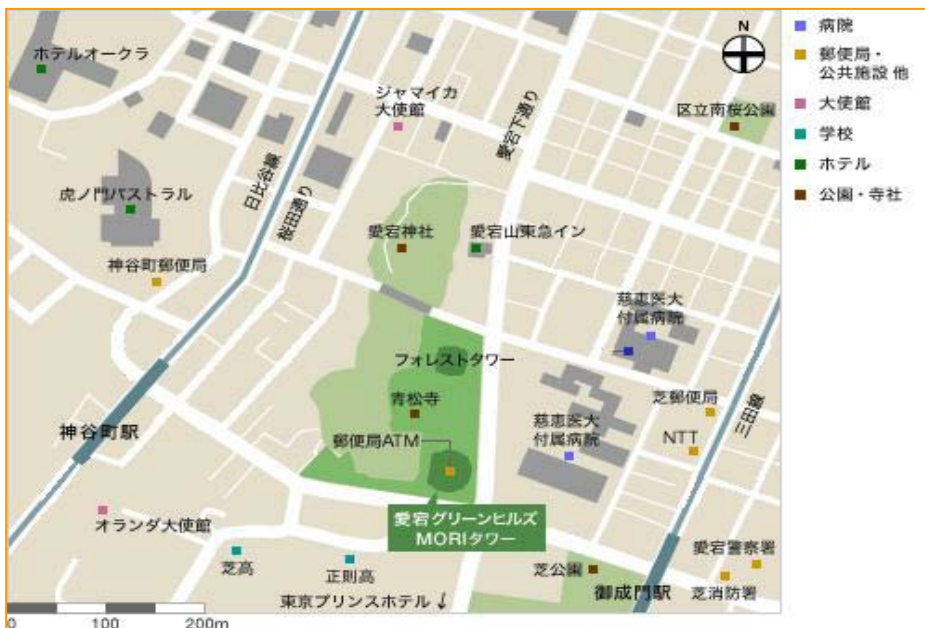 ホテルオークラ
ジャマイカ
大使館
愛宕下通り
N
区立南桜公園
病院
郵便局・
公共施設 他
大使館
学校
ホテル
公園・寺社
日比谷線
桜田通り
虎ノ門パストラル
愛宕神社
愛宕山東急イン
神谷町郵便局
慈恵医大
付属病院
フォレストタワー
青松寺
郵便局ATM
慈恵医大
付属病院
芝郵便局
NTT
三田線
神谷町駅
愛宕グリーンヒルズ
MORIタワー
オランダ大使館
芝高
正則高
芝公園
御成門駅
愛宕警察署
芝消防署
東京プリンスホテル↓
0 100 200m